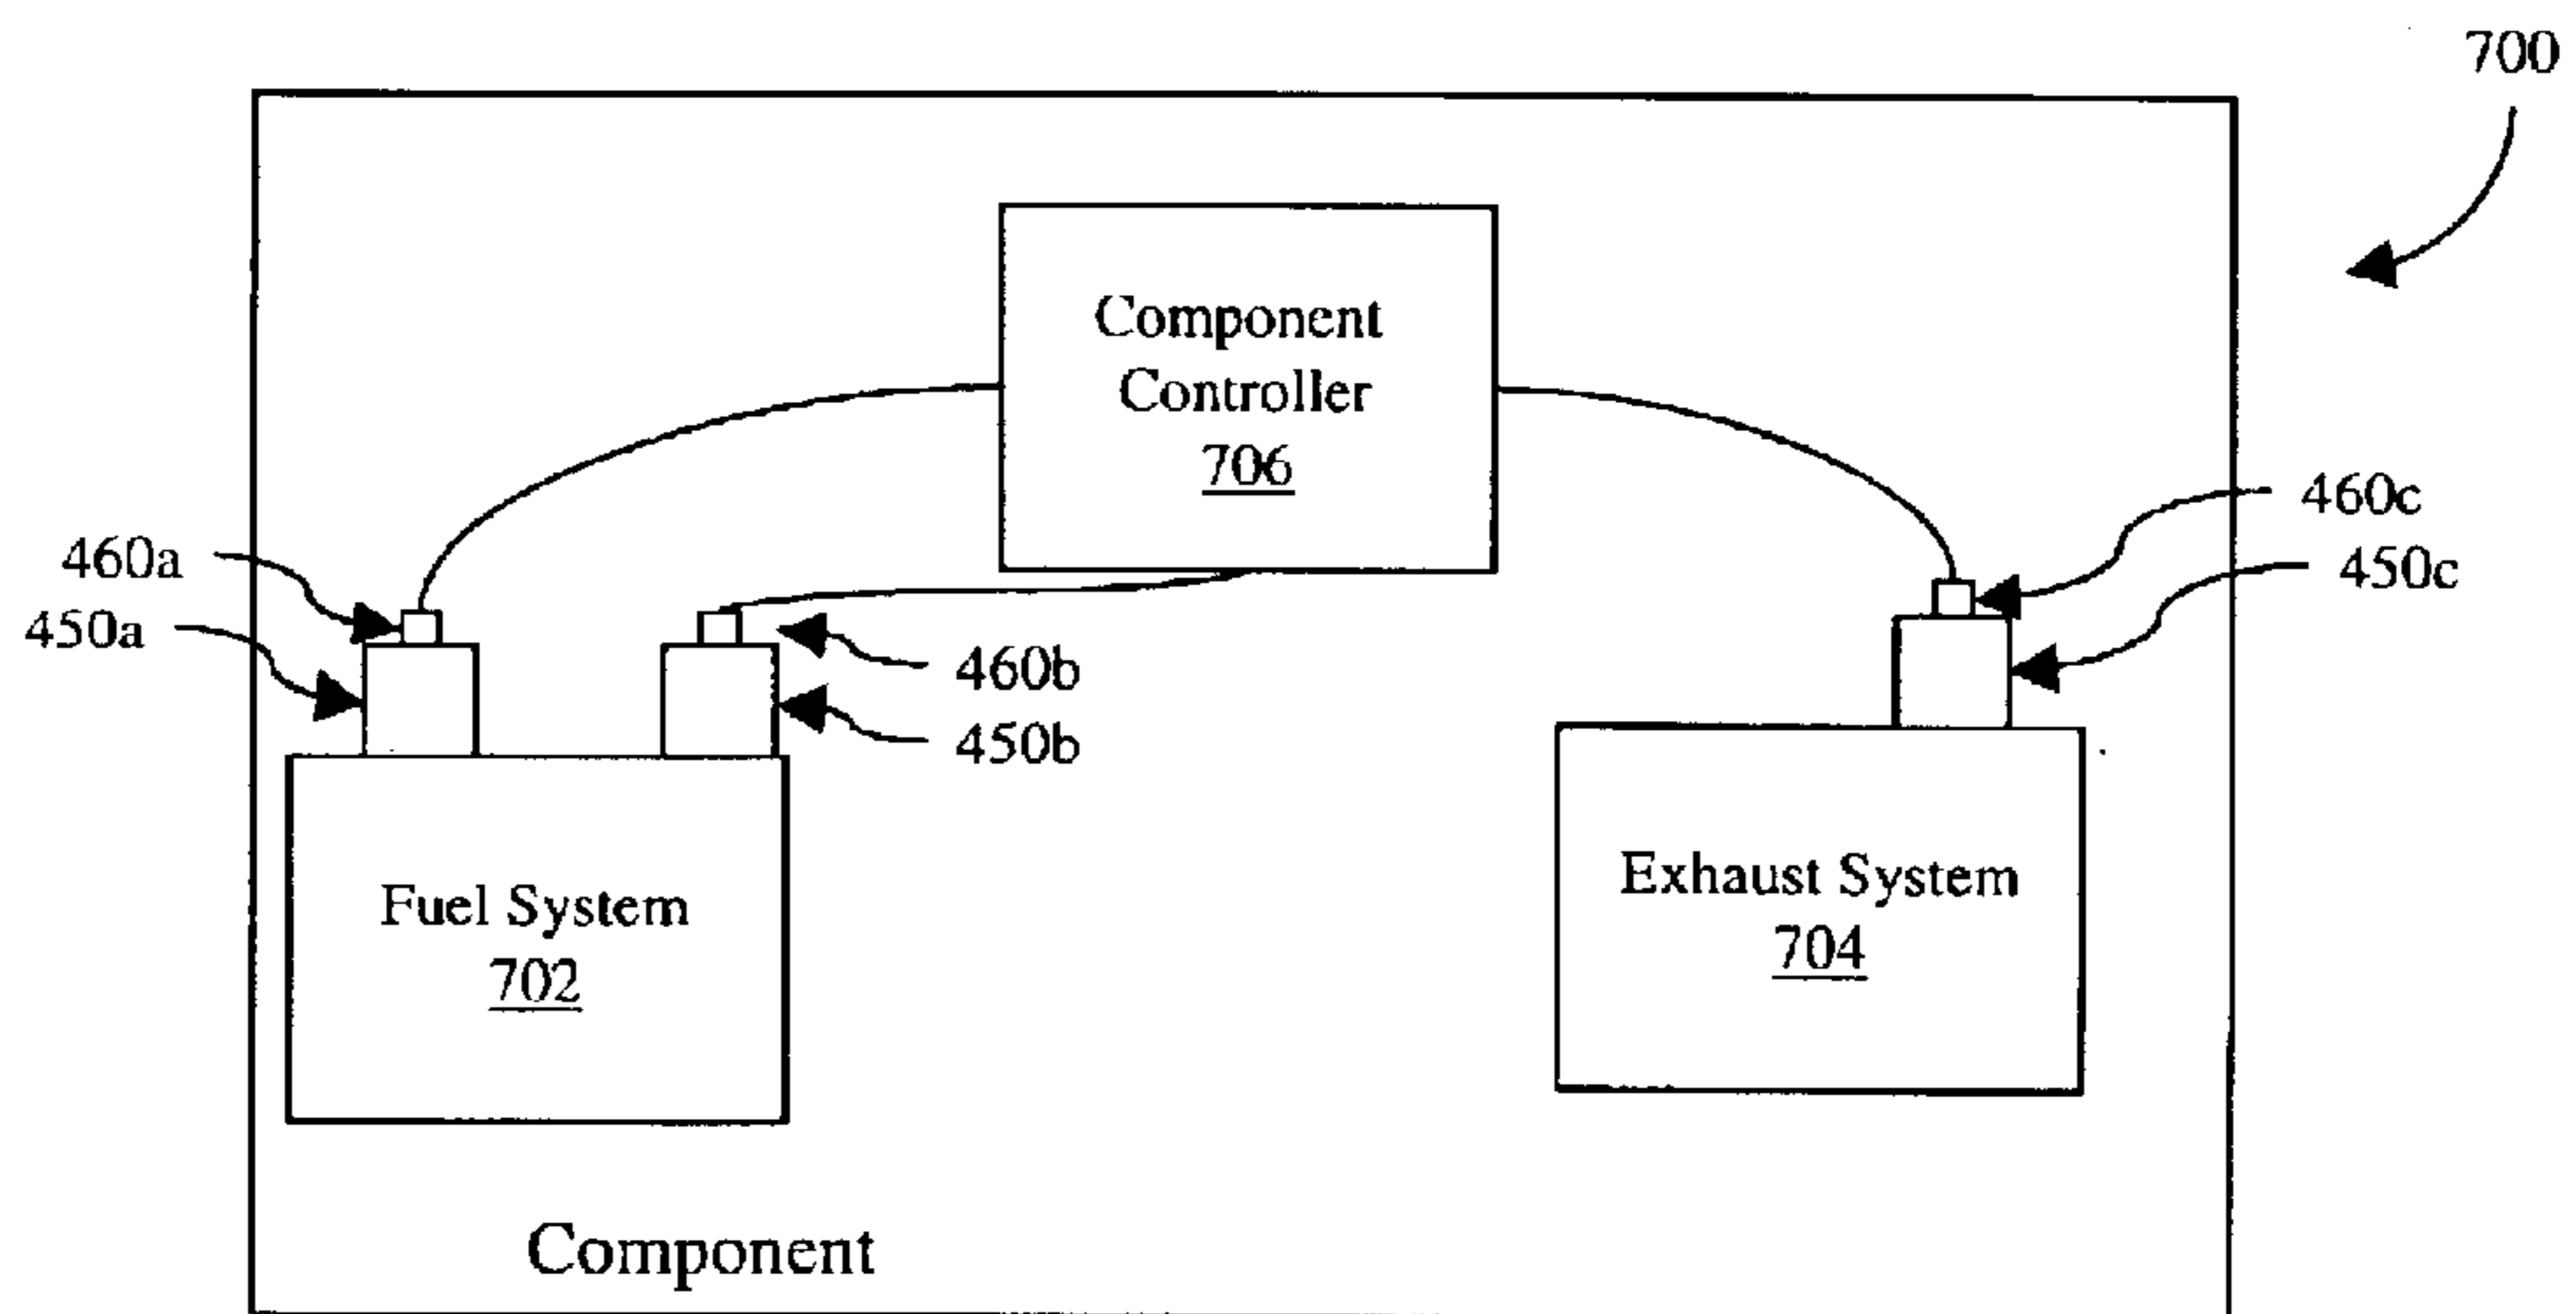 700
Component
Controller
706
460a
450a
460c
450c
460b
450b
Fuel System
702
Exhaust System
704
Component